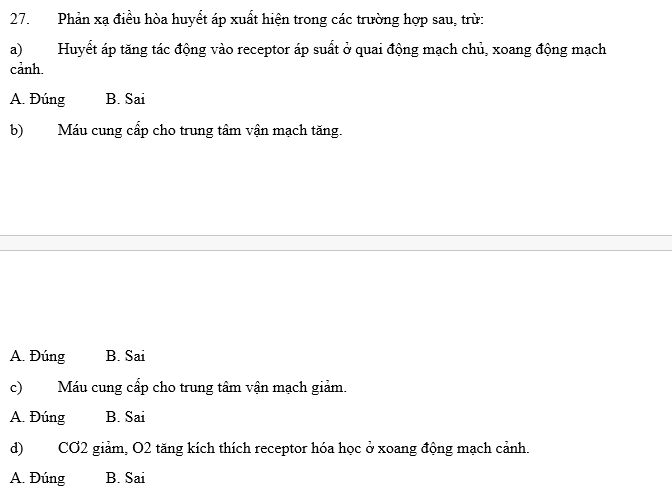 27. Phản xạ điều hòa huyết áp xuất hiện trong các trường hợp sau, trừ:
a) Huyết áp tăng tác động vào receptor áp suất ở quai động mạch chủ, xoang động mạch
cảnh.
A. Đúng B. Sai
b) Máu cung cấp cho trung tâm vận mạch tăng.
A. Đúng B. Sai
c) Máu cung cấp cho trung tâm vận mạch giảm.
A. Đúng B. Sai
d) CƠ2 giảm, O2 tăng kích thích receptor hóa học ở xoang động mạch cảnh.
A. Đúng B. Sai